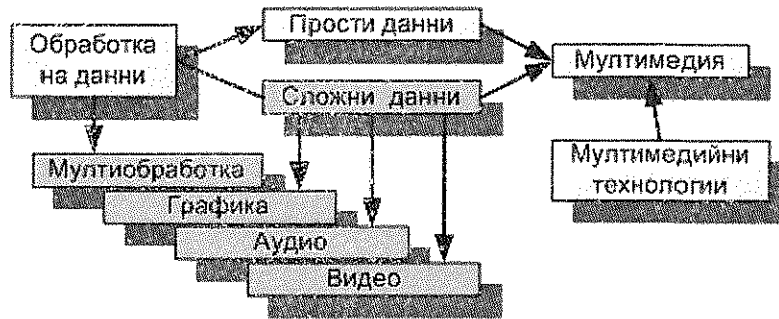 Обработка
на данни
Прости данни
Сложни данни
Мултимедия
Мултимедийни
технологии
Мултиобработка
Графика
Аудио
Видео